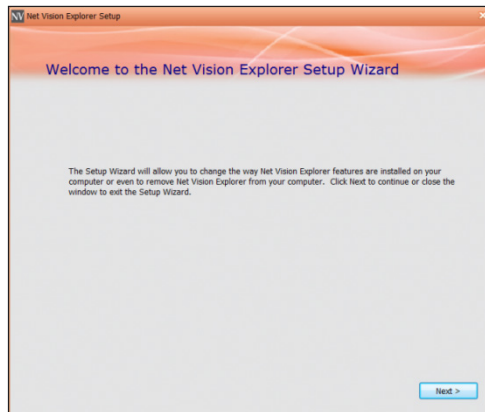 NV Net Vision Explorer Setup
Welcome to the Net Vision Explorer Setup Wizard
The Setup Wizard will allow you to change the way Net Vision Explorer features are installed on your
computer or even to remove Net Vision Explorer from your computer. Click Next to continue or close the
window to exit the Setup Wizard.
Next >